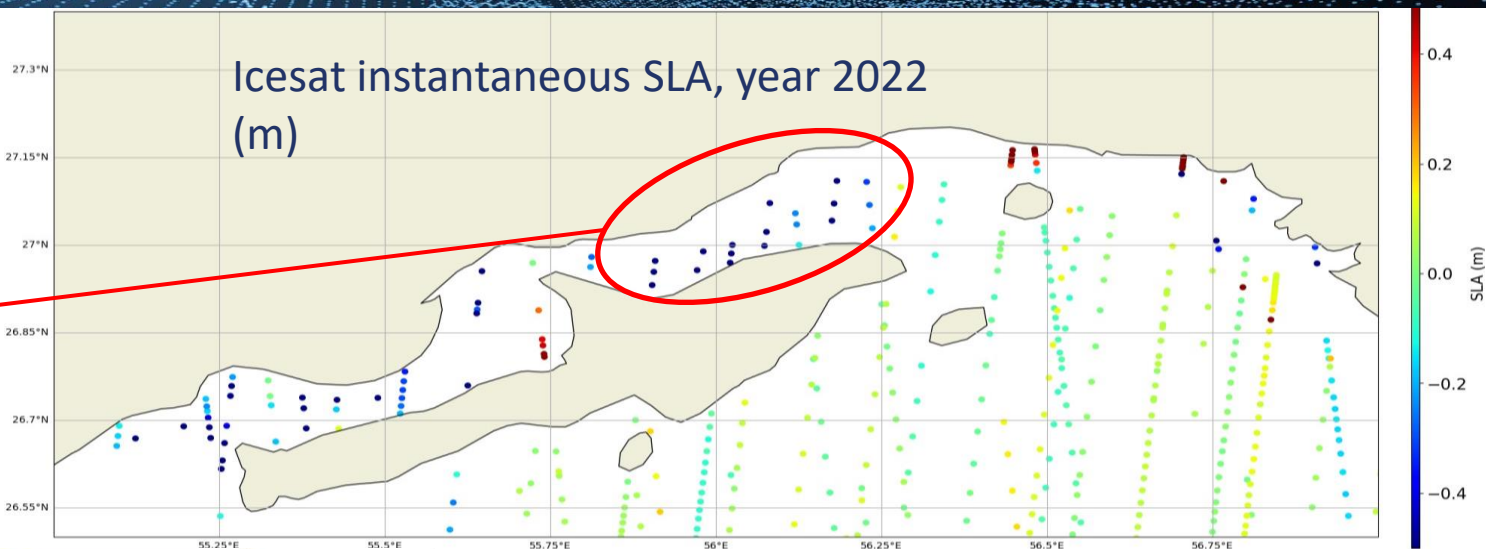 Icesat instantaneous SLA, year 2022
(m)
27.3°N
27.15°N
27°N
26.85°N
26.7°N
26.55°N
55.25°E
55.5°E
55.75°E
56°E
56.25°E
56.5°E
56.75°E
0.4
0.2
0.0
−0.2
−0.4
SLA (m)